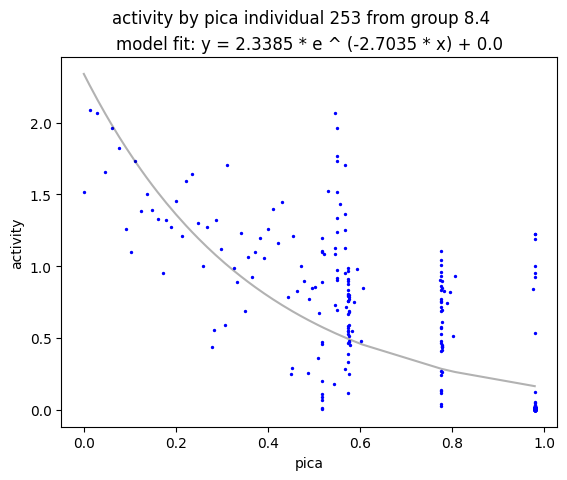 activity by pica individual 253 from group 8.4
model fit: y = 2.3385 * e ^ (-2.7035 * x) + 0.0
activity
2.0
1.5
1.0
0.5
0.0
0.0 0.2 0.4 0.6 0.8 1.0
pica